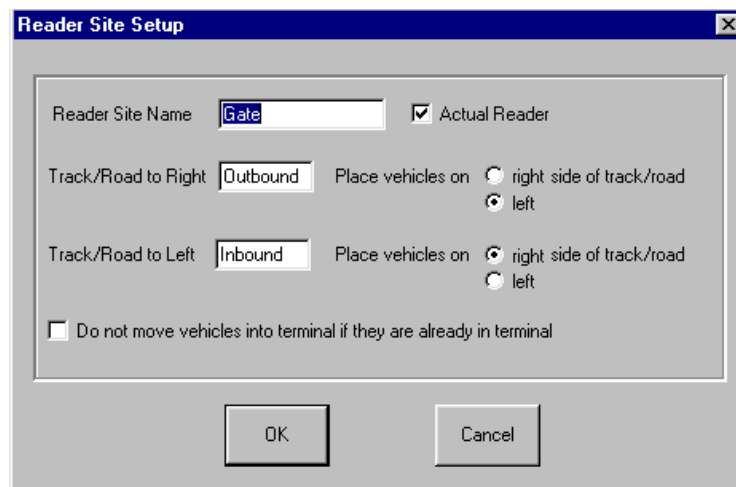 Reader Site Setup
Reader Site Name Gate Actual Reader
Track/Road to Right Outbound Place vehicles on right side of track/road
left
Track/Road to Left Inbound Place vehicles on right side of track/road
left
Do not move vehicles into terminal if they are already in terminal
OK Cancel